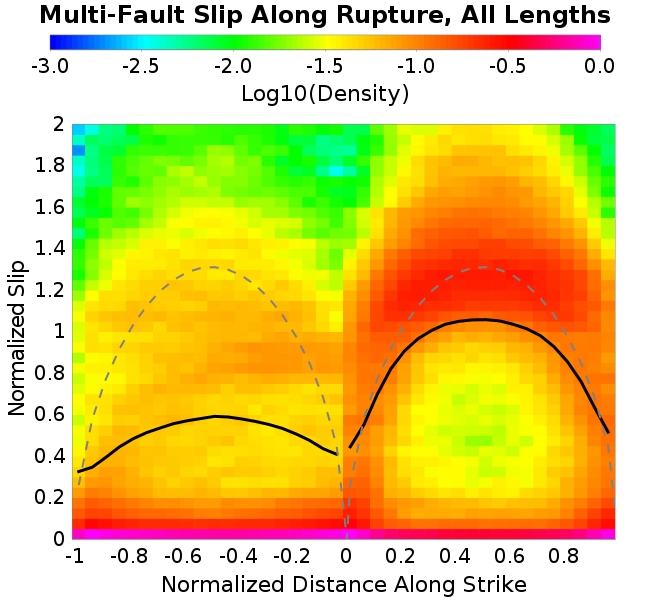 Multi-Fault Slip Along Rupture, All Lengths
-3.0 -2.5 -2.0 -1.5 -1.0 -0.5 0.0
Log10(Density)
2
1.8
1.6
1.4
1.2
1
0.8
0.6
0.4
0.2
0
Normalized Slip
-1 -0.8 -0.6 -0.4 -0.2 0 0.2 0.4 0.6 0.8
Normalized Distance Along Strike